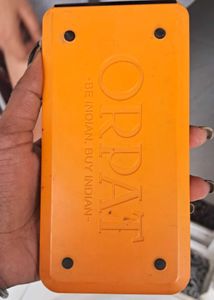 ORPAT
-BE INDIAN, BUY INDIAN-